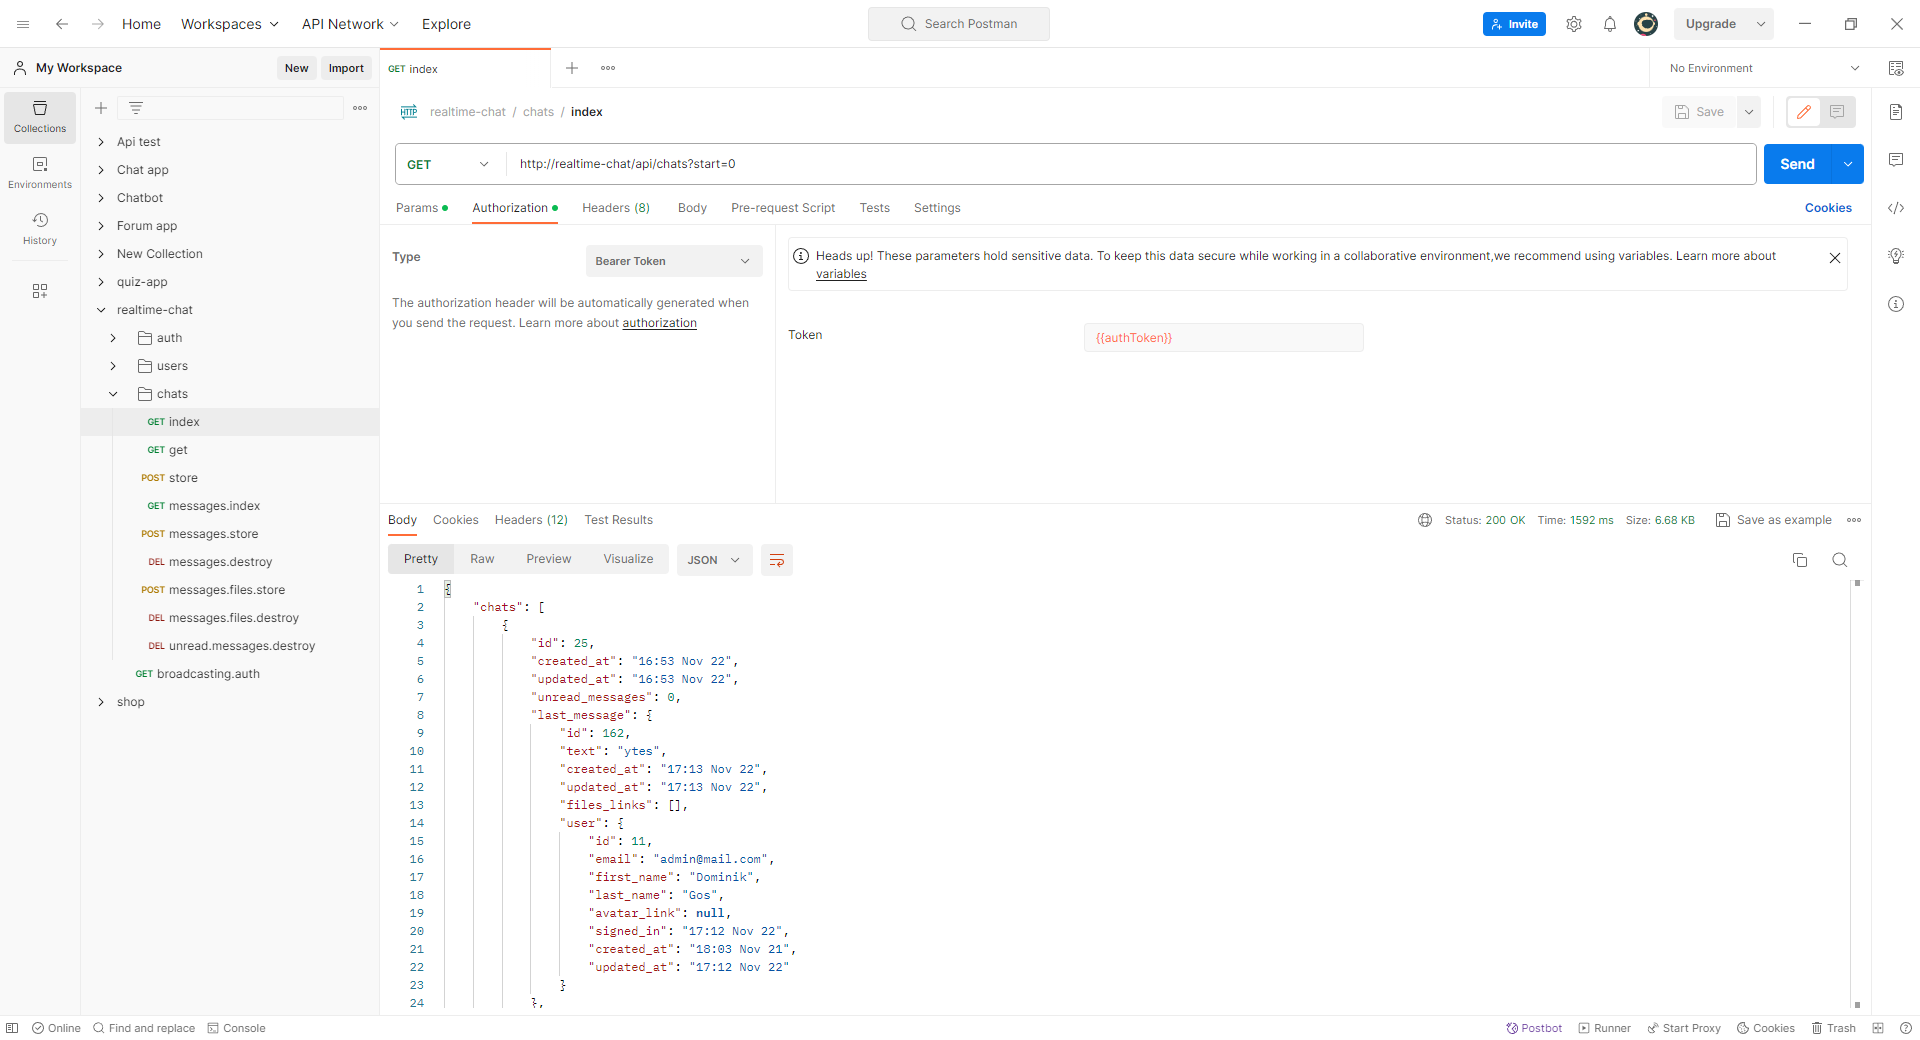 Home Workspaces API Network Explore Search Postman Invite Upgrade
My Workspace New Import GET index No Environment
Collections
Environments
History
Api test
Chat app
Chatbot
Forum app
New Collection
quiz-app
realtime-chat
auth
users
chats
GET index
GET get
POST store
GET messages.index
POST messages.store
DEL messages.destroy
POST messages.files.store
DEL messages.files.destroy
DEL unread.messages.destroy
GET broadcasting.auth
shop
HTTP realtime-chat / chats / index Save
GET http://realtime-chat/api/chats?start=0 Send
Params Authorization Headers (8) Body Pre-request Script Tests Settings Cookies
Type Bearer Token
The authorization header will be automatically generated when
you send the request. Learn more about authorization
Heads up! These parameters hold sensitive data. To keep this data secure while working in a collaborative environment,we recommend using variables. Learn more about
variables
Token {{authToken}}
Body Cookies Headers (12) Test Results Status: 200 OK Time: 1592 ms Size: 6.68 KB Save as example
Pretty Raw Preview Visualize JSON
1 {
2 "chats": [
3 {
4 "id": 25,
5 "created_at": "16:53 Nov 22",
6 "updated_at": "16:53 Nov 22",
7 "unread_messages": 0,
8 "last_message": {
9 "id": 162,
10 "text": "ytes",
11 "created_at": "17:13 Nov 22",
12 "updated_at": "17:13 Nov 22",
13 "files_links": [],
14 "user": {
15 "id": 11,
16 "email": "admin@mail.com",
17 "first_name": "Dominik",
18 "last_name": "Gos",
19 "avatar_link": null,
20 "signed_in": "17:12 Nov 22",
21 "created_at": "18:03 Nov 21",
22 "updated_at": "17:12 Nov 22"
23 }
24 },
Online Find and replace Console Postbot Runner Start Proxy Cookies Trash